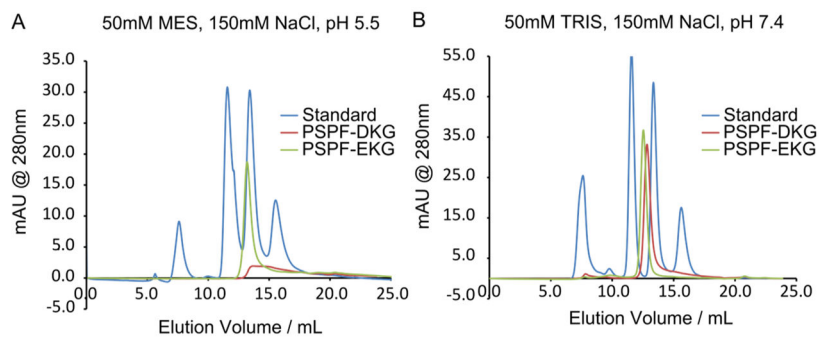 A
50mM MES, 150mM NaCl, pH 5.5
mAU @ 280nm
35.0
30.0
25.0
20.0
15.0
10.0
5.0
0.0
-5.0
0.0 5.0 10.0 15.0 20.0 25.0
Elution Volume / mL
Standard
PSPF-DKG
PSPF-EKG
B
50mM TRIS, 150mM NaCl, pH 7.4
mAU @ 280nm
55.0
45.0
35.0
25.0
15.0
5.0
-5.0
0.0 5.0 10.0 15.0 20.0 25.0
Elution Volume / mL
Standard
PSPF-DKG
PSPF-EKG